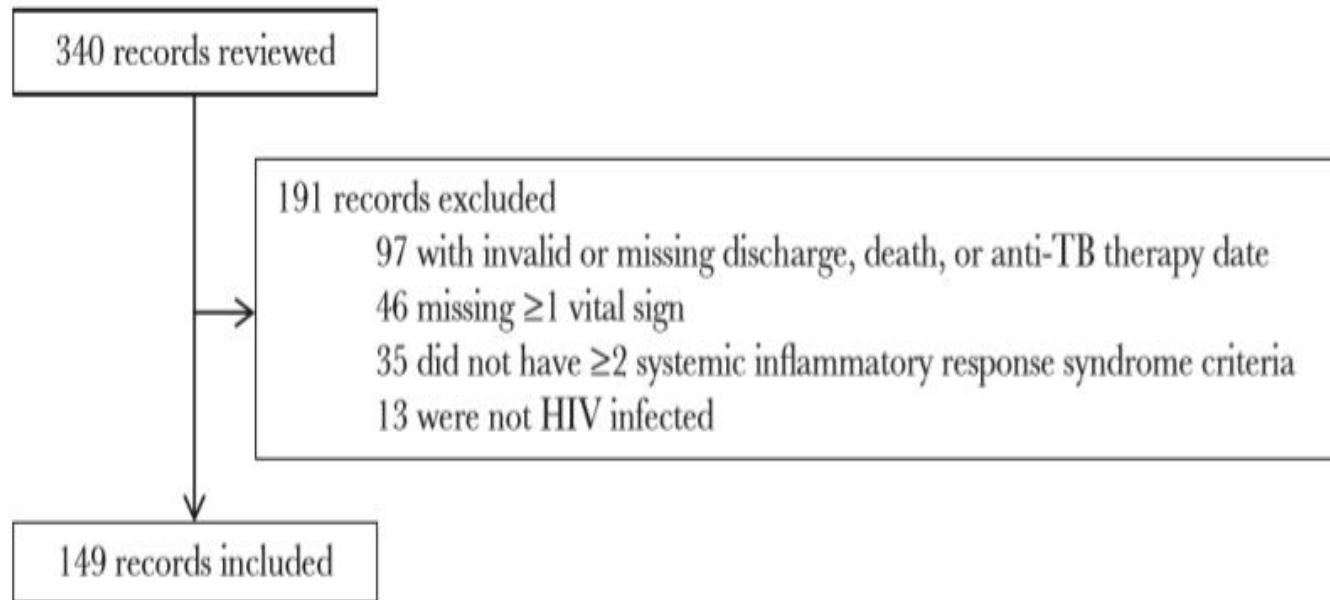 340 records reviewed
191 records excluded
97 with invalid or missing discharge, death, or anti-TB therapy date
46 missing ≥1 vital sign
35 did not have ≥2 systemic inflammatory response syndrome criteria
13 were not HIV infected
149 records included